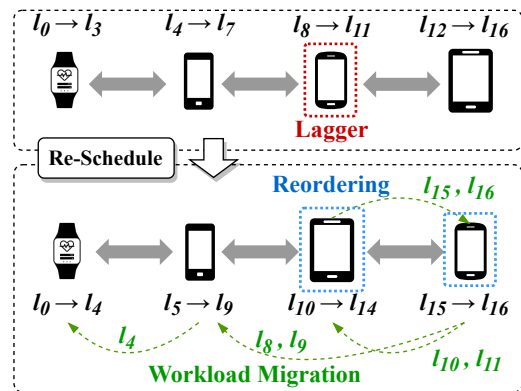 l0 → l3 l4 → l7 l8 → l11 l12 → l16
Lagger
Re-Schedule
Reordering
l15 , l16
l0 → l4 l5 → l9 l10 → l14 l15 → l16
l4 l8 , l9
l10 , l11
Workload Migration